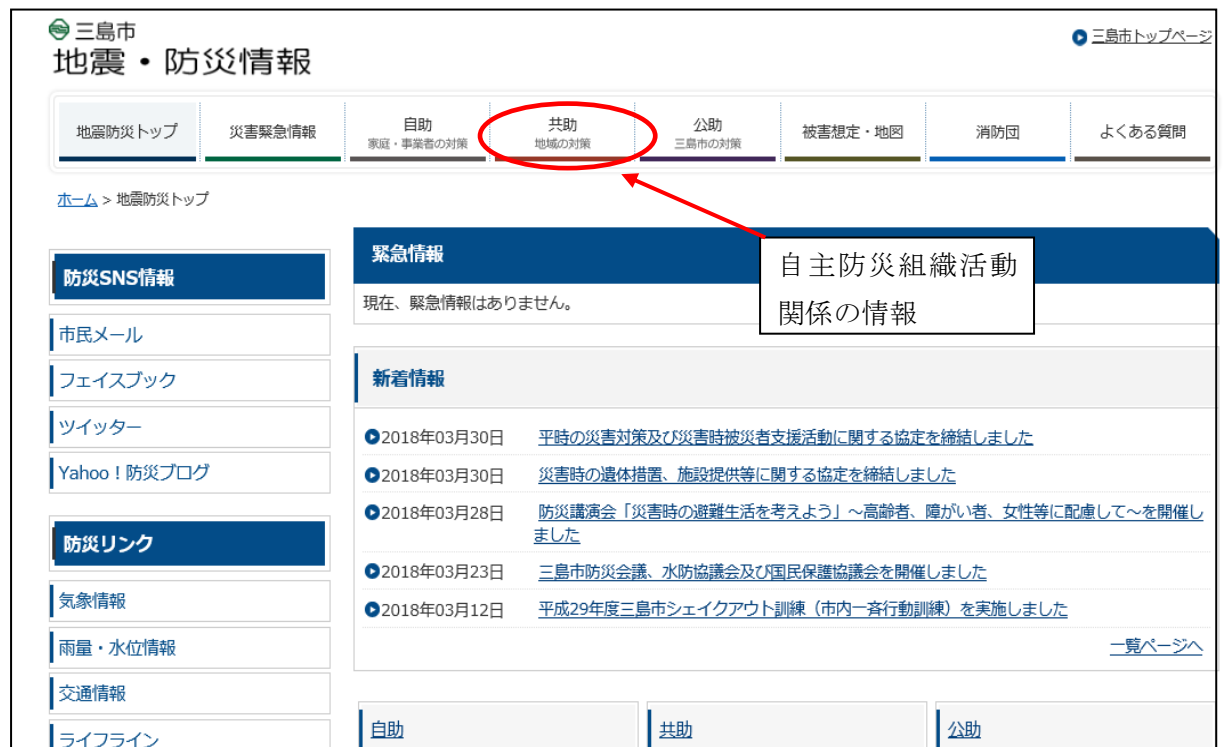 三島市
地震・防災情報
三島市トップページ
地震防災トップ
災害緊急情報
自助
家庭・事業者の対策
共助
地域の対策
公助
三島市の対策
被害想定・地図
消防団
よくある質問
ホーム > 地震防災トップ
防災SNS情報
市民メール
フェイスブック
ツイッター
Yahoo！防災ブログ
防災リンク
気象情報
雨量・水位情報
交通情報
ライフライン
緊急情報
現在、緊急情報はありません。
自主防災組織活動
関係の情報
新着情報
2018年03月30日 平時の災害対策及び災害時被災者支援活動に関する協定を締結しました
2018年03月30日 災害時の遺体措置、施設提供等に関する協定を締結しました
2018年03月28日 防災講演会「災害時の避難生活を考えよう」～高齢者、障がい者、女性等に配慮して～を開催し
ました
2018年03月23日 三島市防災会議、水防協議会及び国民保護協議会を開催しました
2018年03月12日 平成29年度三島市シェイクアウト訓練（市内一斉行動訓練）を実施しました
一覧ページへ
自助
共助
公助